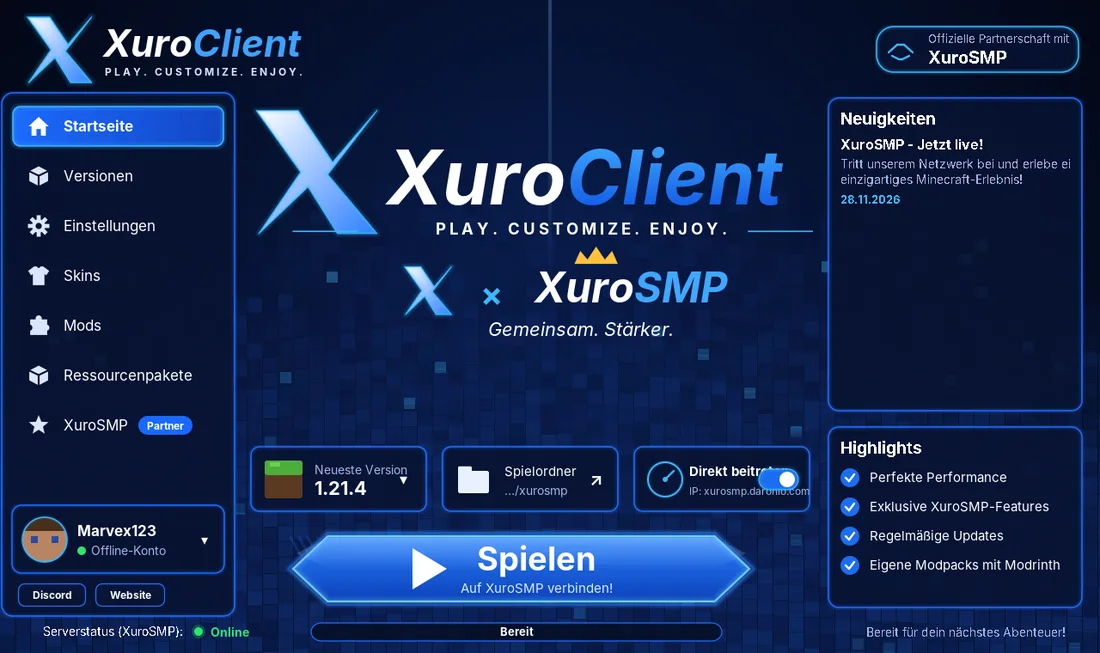 XuroClient
PLAY. CUSTOMIZE. ENJOY.
Offizielle Partnerschaft mit
XuroSMP
Startseite
Versionen
Einstellungen
Skins
Mods
Ressourcenpakete
XuroSMP Partner
Marvex123
Offline-Konto
Discord Website
Serverstatus (XuroSMP): Online
XuroClient
PLAY. CUSTOMIZE. ENJOY.
× XuroSMP
Gemeinsam. Stärker.
Neueste Version
1.21.4
Spielordner
.../xurosmp
Direkt
IP:
Spielen
Auf XuroSMP verbinden!
Bereit
Neuigkeiten
XuroSMP - Jetzt live!
Tritt unserem Netzwerk bei und erlebe ei
einzigartiges Minecraft-Erlebnis!
28.11.2026
Highlights
Perfekte Performance
Exklusive XuroSMP-Features
Regelmäßige Updates
Eigene Modpacks mit Modrinth
Bereit für dein nächstes Abenteuer!